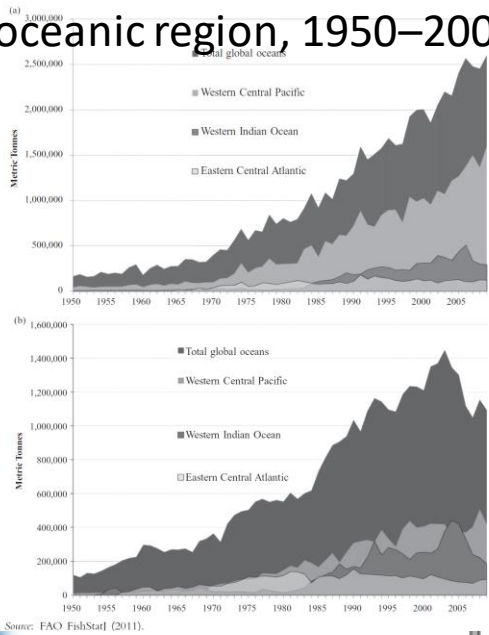 (a)
oceanic region, 1950–200
3,000,000
2,500,000
2,000,000
1,500,000
1,000,000
500,000
0
Metric Tonnes
Total global oceans
Western Central Pacific
Western Indian Ocean
Eastern Central Atlantic
1950 1955 1960 1965 1970 1975 1980 1985 1990 1995 2000 2005
(b)
1,600,000
1,400,000
1,200,000
1,000,000
800,000
600,000
400,000
200,000
0
Metric Tonnes
Total global oceans
Western Central Pacific
Western Indian Ocean
Eastern Central Atlantic
1950 1955 1960 1965 1970 1975 1980 1985 1990 1995 2000 2005
Source: FAO FishStatJ (2011).